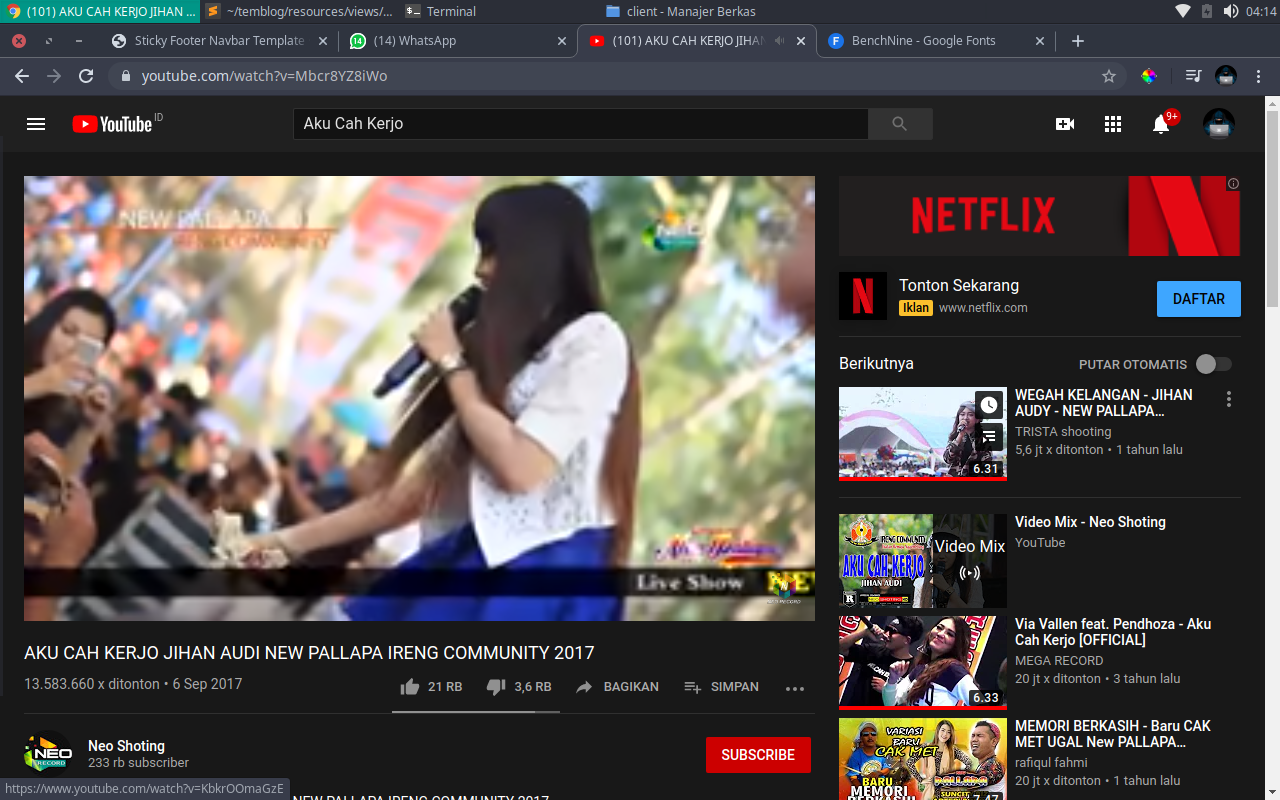 (101) AKU CAH KERJO JIHAN ...
~/temblog/resources/views/...
Terminal
client - Manajer Berkas
04:14
Sticky Footer Navbar Template
(14) WhatsApp
(101) AKU CAH KERJO JIHAN
BenchNine - Google Fonts
youtube.com/watch?v=Mbcr8YZ8iWo
YouTube ID
Aku Cah Kerjo
9+
NEW PALLAPA
IRENG COMMUNITY
Live Show
NEO RECORD
AKU CAH KERJO JIHAN AUDI NEW PALLAPA IRENG COMMUNITY 2017
13.583.660 x ditonton • 6 Sep 2017
21 RB
3,6 RB
BAGIKAN
SIMPAN
NEO RECORD
Neo Shoting
233 rb subscriber
SUBSCRIBE
https://www.youtube.com/watch?v=KbkrOOmaGzE
NEW PALLAPA IRENG COMMUNITY 2017
NETFLIX
Tonton Sekarang
Iklan www.netflix.com
DAFTAR
Berikutnya
PUTAR OTOMATIS
6.31
WEGAH KELANGAN - JIHAN
AUDY - NEW PALLAPA...
TRISTA shooting
5,6 jt x ditonton • 1 tahun lalu
IRENG COMMUNITY
AKU CAH KERJO
JIHAN AUDI
Video Mix
Video Mix - Neo Shoting
YouTube
6.33
Via Vallen feat. Pendhoza - Aku
Cah Kerjo [OFFICIAL]
MEGA RECORD
20 jt x ditonton • 3 tahun lalu
VARIASI
BARU
CAK MET
PALLAPA
BARU
MEMORI
BERKASIH
7.47
MEMORI BERKASIH - Baru CAK
MET UGAL New PALLAPA...
rafiqul fahmi
20 jt x ditonton • 1 tahun lalu